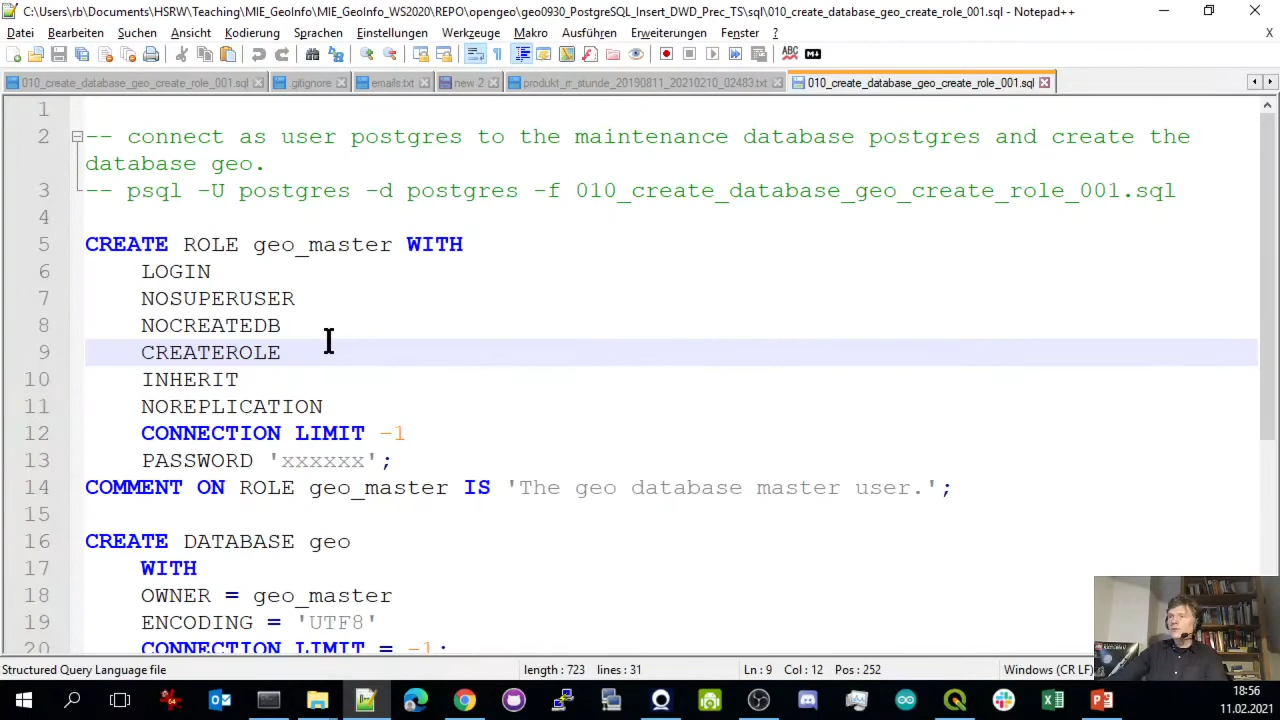 C:\Users\rb\Documents\HSRW\Teaching\MIE_GeoInfo\MIE_GeoInfo_WS2020\REPO\opengeo\geo0930_PostgreSQL_Insert_DWD_Prec_TS\sql\010_create_database_geo_create_role_001.sql - Notepad++
Datei Bearbeiten Suchen Ansicht Kodierung Sprachen Einstellungen Werkzeuge Makro Ausführen Erweiterungen Fenster ? X
010_create_database_geo_create_role_001.sql .gitignore emails.txt new 2 produkt_rr_stunde_20190811_20210210_02483.txt 010_create_database_geo_create_role_001.sql
1
2 -- connect as user postgres to the maintenance database postgres and create the
database geo.
3 -- psql -U postgres -d postgres -f 010_create_database_geo_create_role_001.sql
4
5 CREATE ROLE geo_master WITH
6 LOGIN
7 NOSUPERUSER
8 NOCREATEDB
9 CREATEROLE
10 INHERIT
11 NOREPLICATION
12 CONNECTION LIMIT -1
13 PASSWORD 'xxxxxx';
14 COMMENT ON ROLE geo_master IS 'The geo database master user.';
15
16 CREATE DATABASE geo
17 WITH
18 OWNER = geo_master
19 ENCODING = 'UTF8'
20 CONNECTION LIMIT = -1;
Structured Query Language file length : 723 lines : 31 Ln : 9 Col : 12 Pos : 252 Windows (CR LF)
18:56
11.02.2021